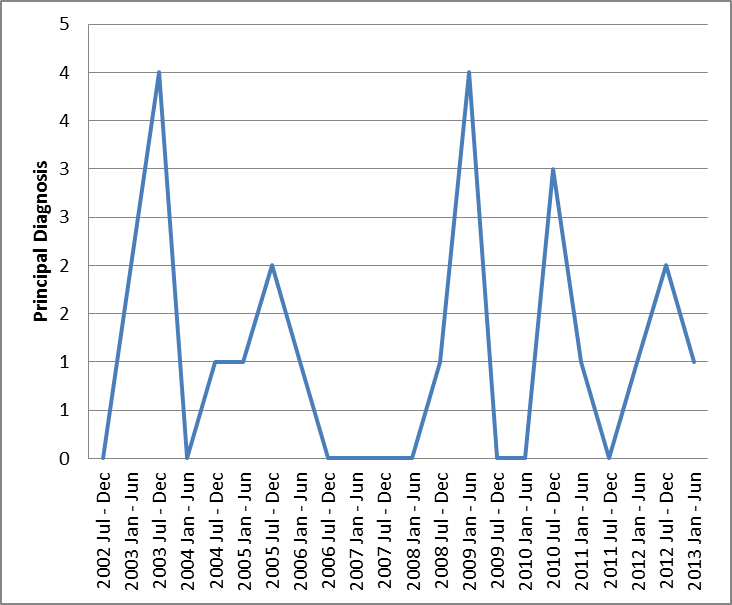 5
4
4
3
3
2
2
1
1
0
Principal Diagnosis
2002 Jul - Dec
2003 Jan - Jun
2003 Jul - Dec
2004 Jan - Jun
2004 Jul - Dec
2005 Jan - Jun
2005 Jul - Dec
2006 Jan - Jun
2006 Jul - Dec
2007 Jan - Jun
2007 Jul - Dec
2008 Jan - Jun
2008 Jul - Dec
2009 Jan - Jun
2009 Jul - Dec
2010 Jan - Jun
2010 Jul - Dec
2011 Jan - Jun
2011 Jul - Dec
2012 Jan - Jun
2012 Jul - Dec
2013 Jan - Jun